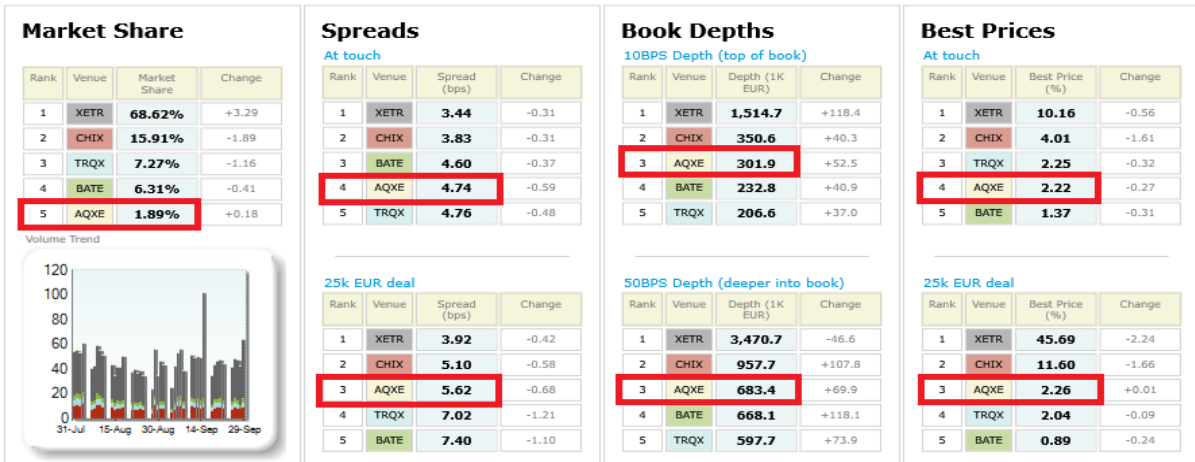 Market Share
Rank Venue Market Share Change
1 XETR 68.62% +3.29
2 CHIX 15.91% -1.89
3 TRQX 7.27% -1.16
4 BATE 6.31% -0.41
5 AQXE 1.89% +0.18
Volume Trend
120
100
80
60
40
20
0
31-Jul 15-Aug 30-Aug 14-Sep 29-Sep
Spreads
At touch
Rank Venue Spread (bps) Change
1 XETR 3.44 -0.31
2 CHIX 3.83 -0.31
3 BATE 4.60 -0.37
4 AQXE 4.74 -0.59
5 TRQX 4.76 -0.48
25k EUR deal
Rank Venue Spread (bps) Change
1 XETR 3.92 -0.42
2 CHIX 5.10 -0.58
3 AQXE 5.62 -0.68
4 TRQX 7.02 -1.21
5 BATE 7.40 -1.10
Book Depths
10BPS Depth (top of book)
Rank Venue Depth (1K EUR) Change
1 XETR 1,514.7 +118.4
2 CHIX 350.6 +40.3
3 AQXE 301.9 +52.5
4 BATE 232.8 +40.9
5 TRQX 206.6 +37.0
50BPS Depth (deeper into book)
Rank Venue Depth (1K EUR) Change
1 XETR 3,470.7 -46.6
2 CHIX 957.7 +107.8
3 AQXE 683.4 +69.9
4 BATE 668.1 +118.1
5 TRQX 597.7 +73.9
Best Prices
At touch
Rank Venue Best Price (%) Change
1 XETR 10.16 -0.56
2 CHIX 4.01 -1.61
3 TRQX 2.25 -0.32
4 AQXE 2.22 -0.27
5 BATE 1.37 -0.31
25k EUR deal
Rank Venue Best Price (%) Change
1 XETR 45.69 -2.24
2 CHIX 11.60 -1.66
3 AQXE 2.26 +0.01
4 TRQX 2.04 -0.09
5 BATE 0.89 -0.24